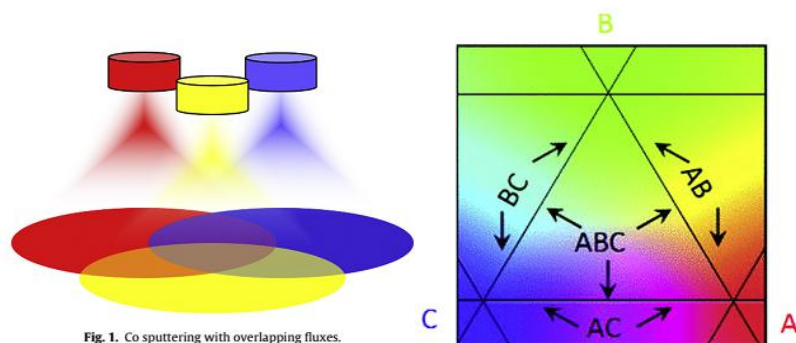 B
BC
AB
ABC
C
AC
A
Fig. 1. Co sputtering with overlapping fluxes.